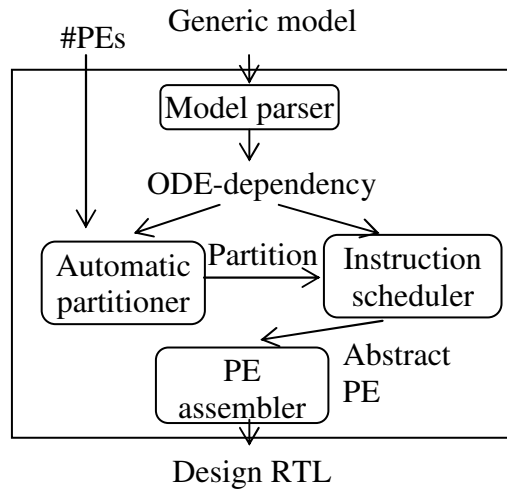 Generic model
#PEs
Model parser
ODE-dependency
Partition
Automatic
partitioner
Instruction
scheduler
Abstract
PE
PE
assembler
Design RTL